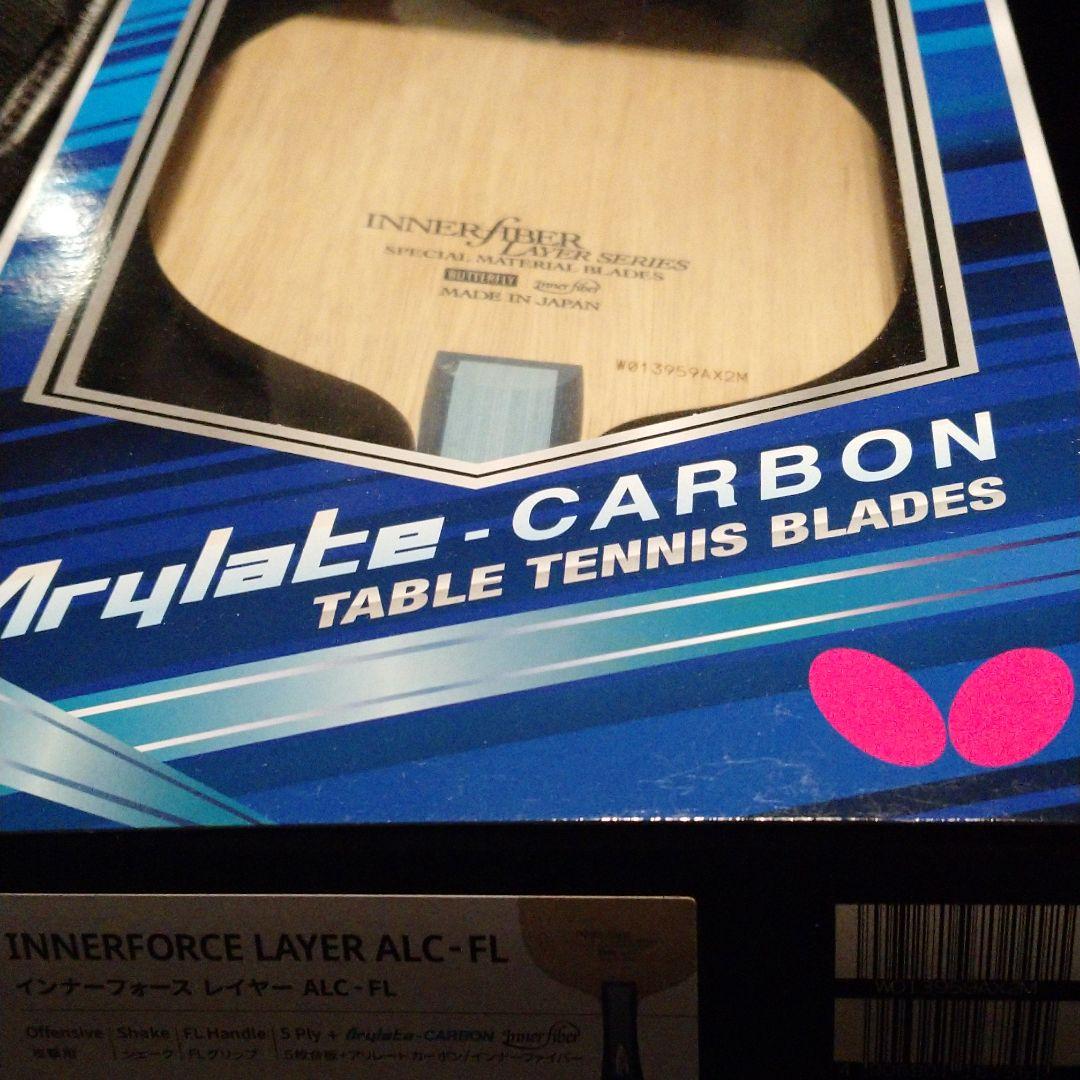 INNERfIBER
LAYER SERIES
SPECIAL MATERIAL BLADES
BUTTERFLY Innerfiber
MADE IN JAPAN
W013959AX2M
Arylate-CARBON
TABLE TENNIS BLADES
INNERFORCE LAYER ALC-FL
インナーフォース レイヤー ALC-FL
Offensive Shake FL Handle 5 Ply + Arylate-CARBON Innerfiber
攻撃用 シェーク FLグリップ 5枚合板+アリレート カーボン/インナーファイバー
W013959AX2M